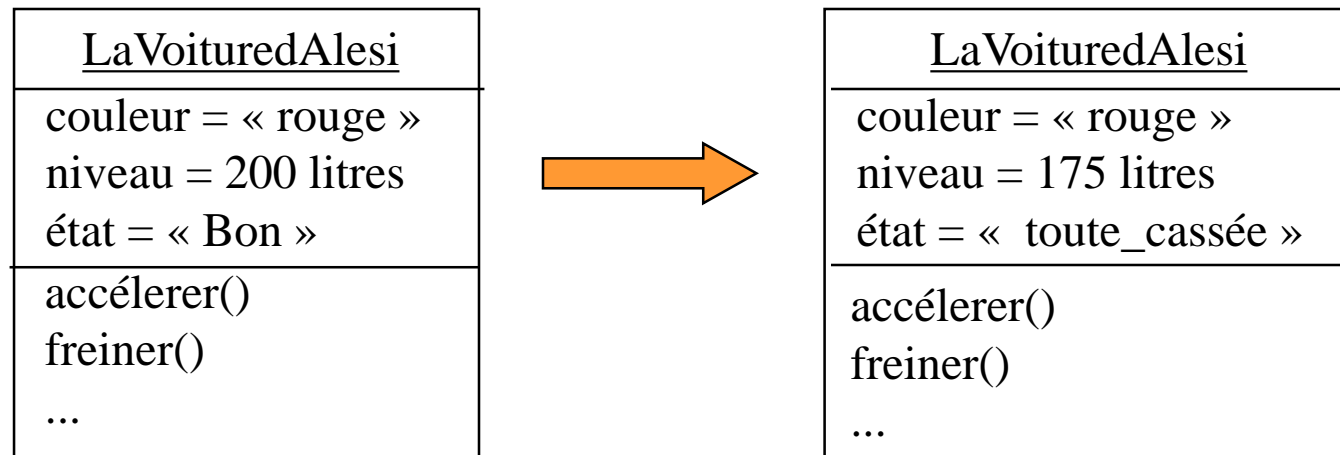 LaVoituredAlesi
couleur = « rouge »
niveau = 200 litres
état = « Bon »
accélerer()
freiner()
...
LaVoituredAlesi
couleur = « rouge »
niveau = 175 litres
état = «  toute_cassée »
accélerer()
freiner()
...